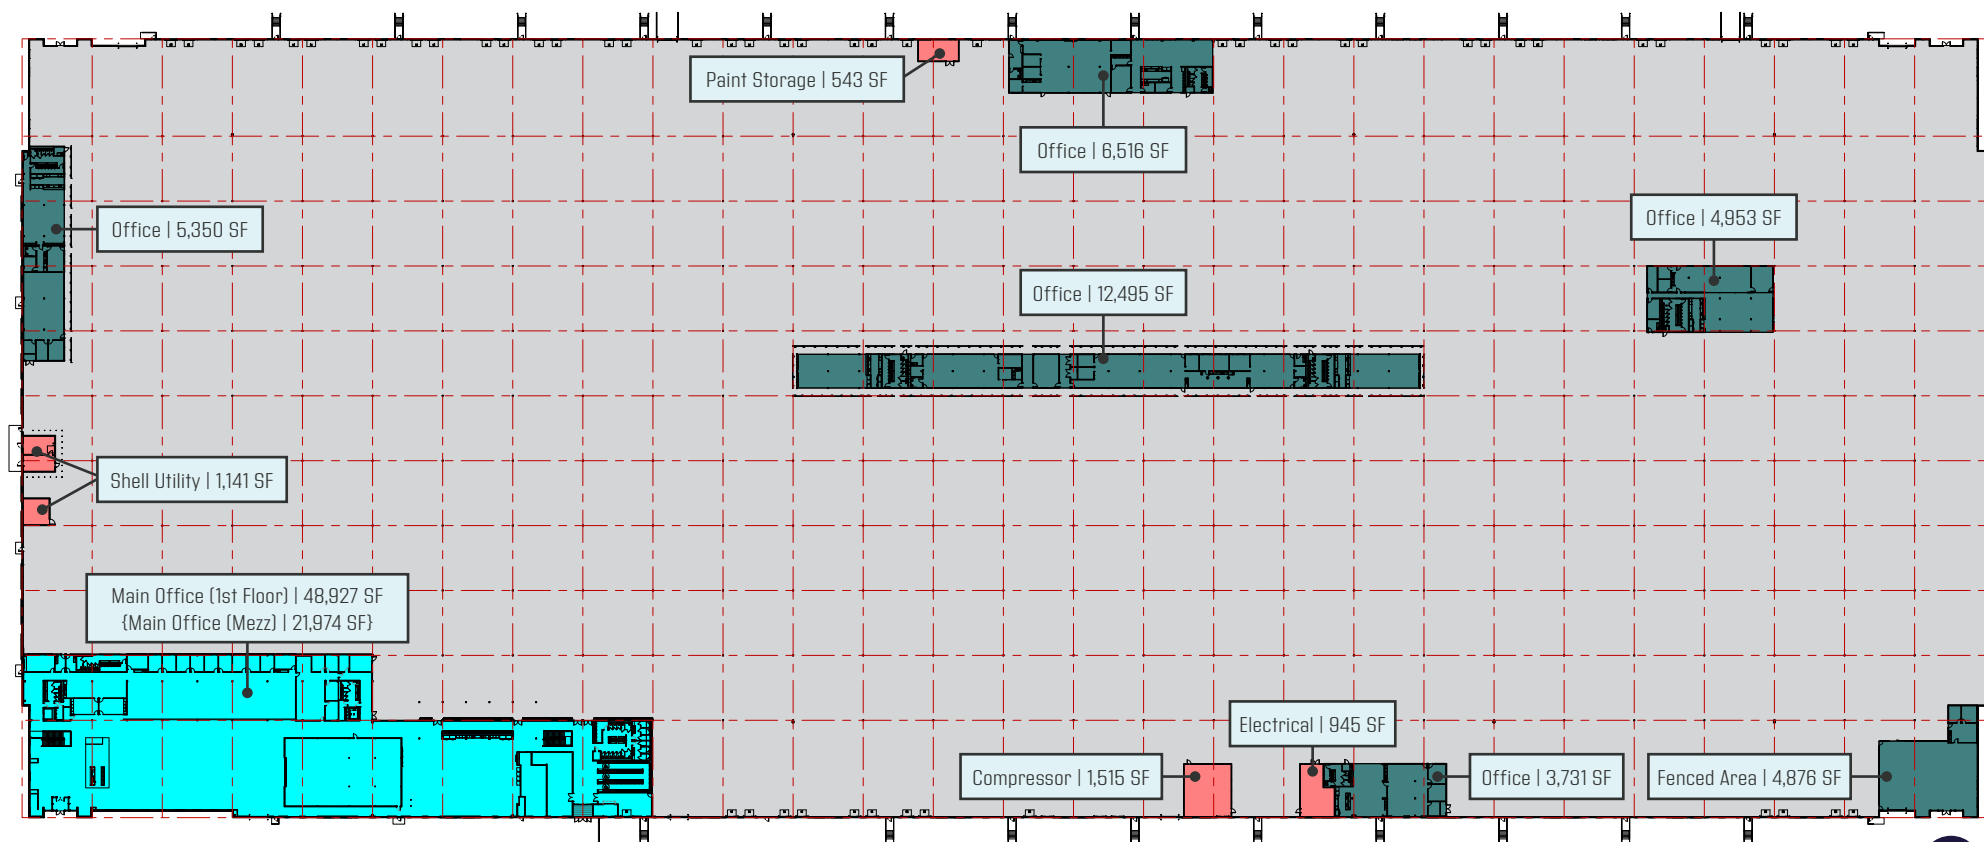 Paint Storage | 543 SF
Office | 6,516 SF
Office | 5,350 SF
Office | 4,953 SF
Office | 12,495 SF
Shell Utility | 1,141 SF
Main Office (1st Floor) | 48,927 SF
{Main Office (Mezz) | 21,974 SF}
Electrical | 945 SF
Compressor | 1,515 SF
Office | 3,731 SF
Fenced Area | 4,876 SF